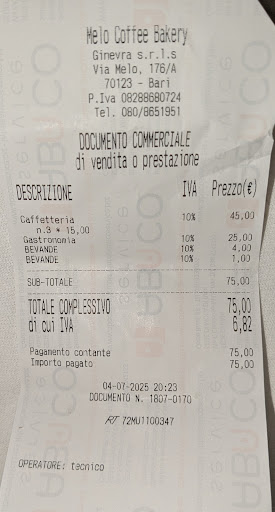 Melo Coffee Bakery
Ginevra s.r.l.s
Via Melo, 176/A
70123 - Bari
P.Iva 08288680724
Tel. 080/8651951
DOCUMENTO COMMERCIALE
di vendita o prestazione
DESCRIZIONE IVA Prezzo(€)
Caffetteria 10% 45,00
n.3 * 15,00
Gastronomia 10% 25,00
BEVANDE 10% 4,00
BEVANDE 10% 1,00
SUB-TOTALE 75,00
TOTALE COMPLESSIVO 75,00
di cui IVA 6,82
Pagamento contante 75,00
Importo pagato 75,00
04-07-2025 20:23
DOCUMENTO N. 1807-0170
RT 72MU1100347
OPERATORE: tecnico